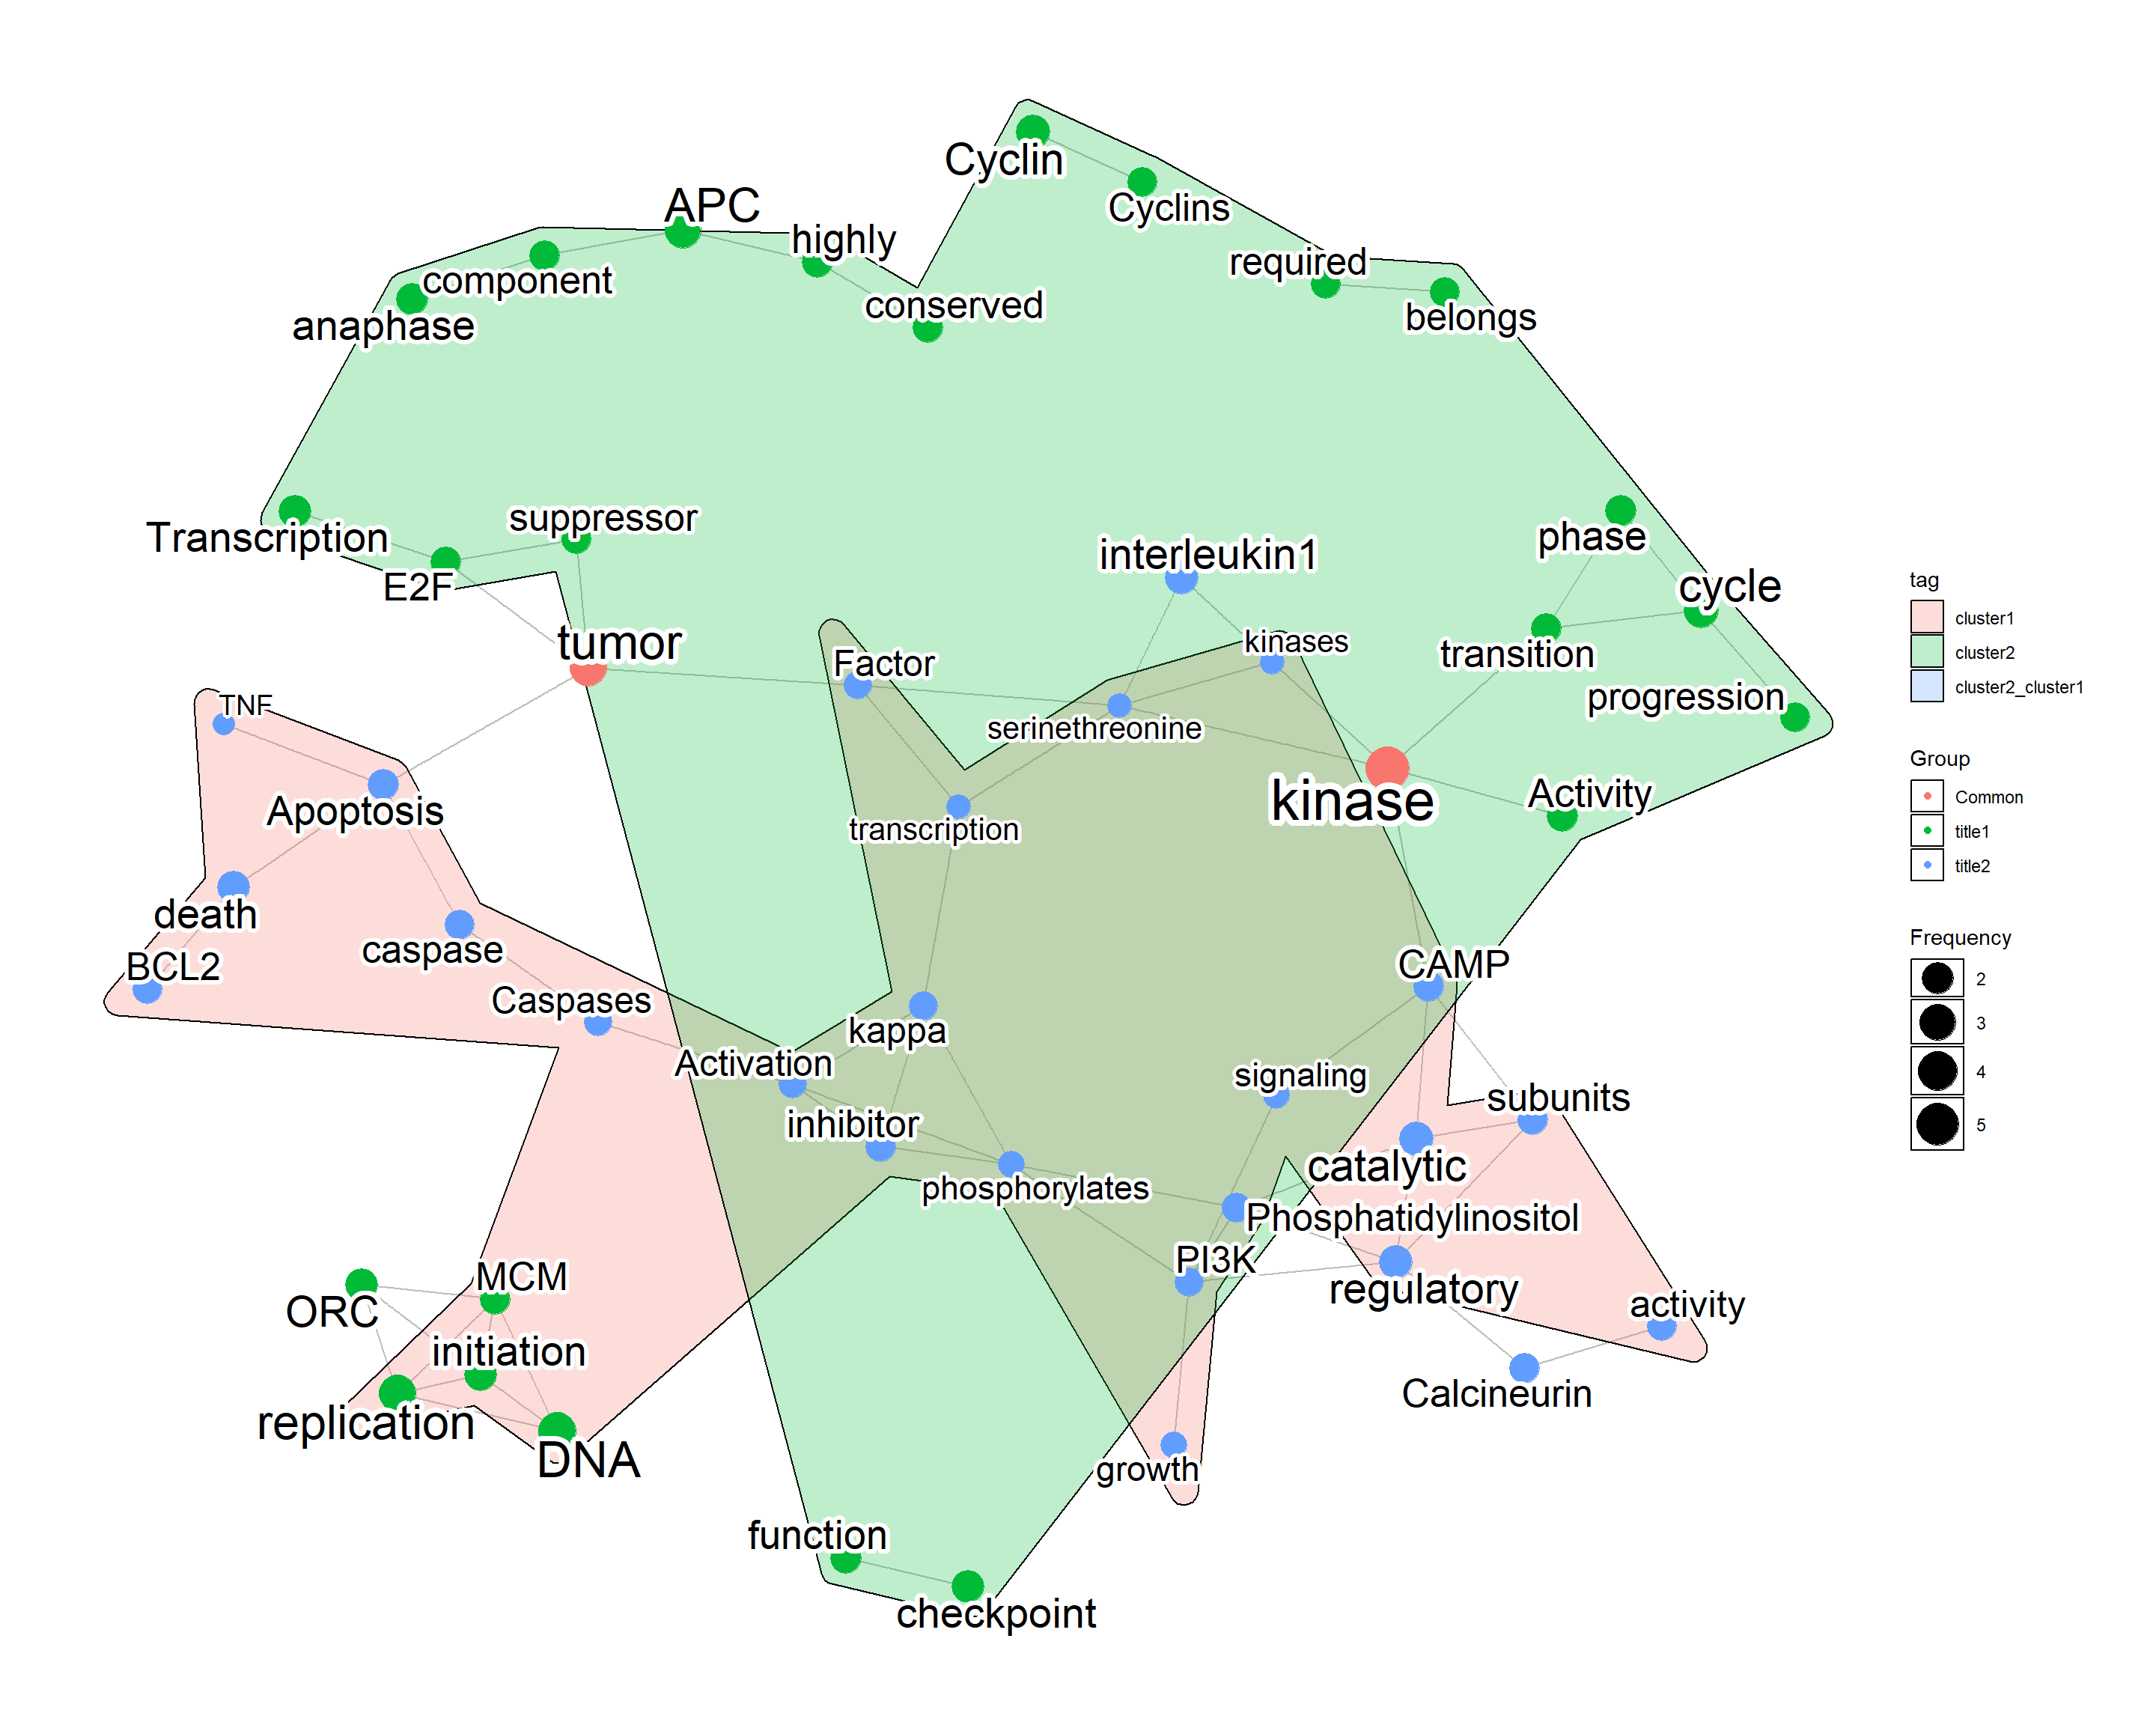 Cyclin
APC
Cyclins
highly
required
component
conserved
belongs
anaphase
suppressor
Transcription
phase
interleukin1
E2F
cycle
tumor
kinases
transition
Factor
progression
TNF
serinethreonine
Activity
kinase
Apoptosis
transcription
death
caspase
BCL2
CAMP
Caspases
kappa
Activation
signaling
subunits
inhibitor
catalytic
phosphorylates
Phosphatidylinositol
PI3K
MCM
regulatory
ORC
activity
initiation
Calcineurin
replication
DNA
growth
function
checkpoint
tag
cluster1
cluster2
cluster2_cluster1
Group
Common
title1
title2
Frequency
2
3
4
5